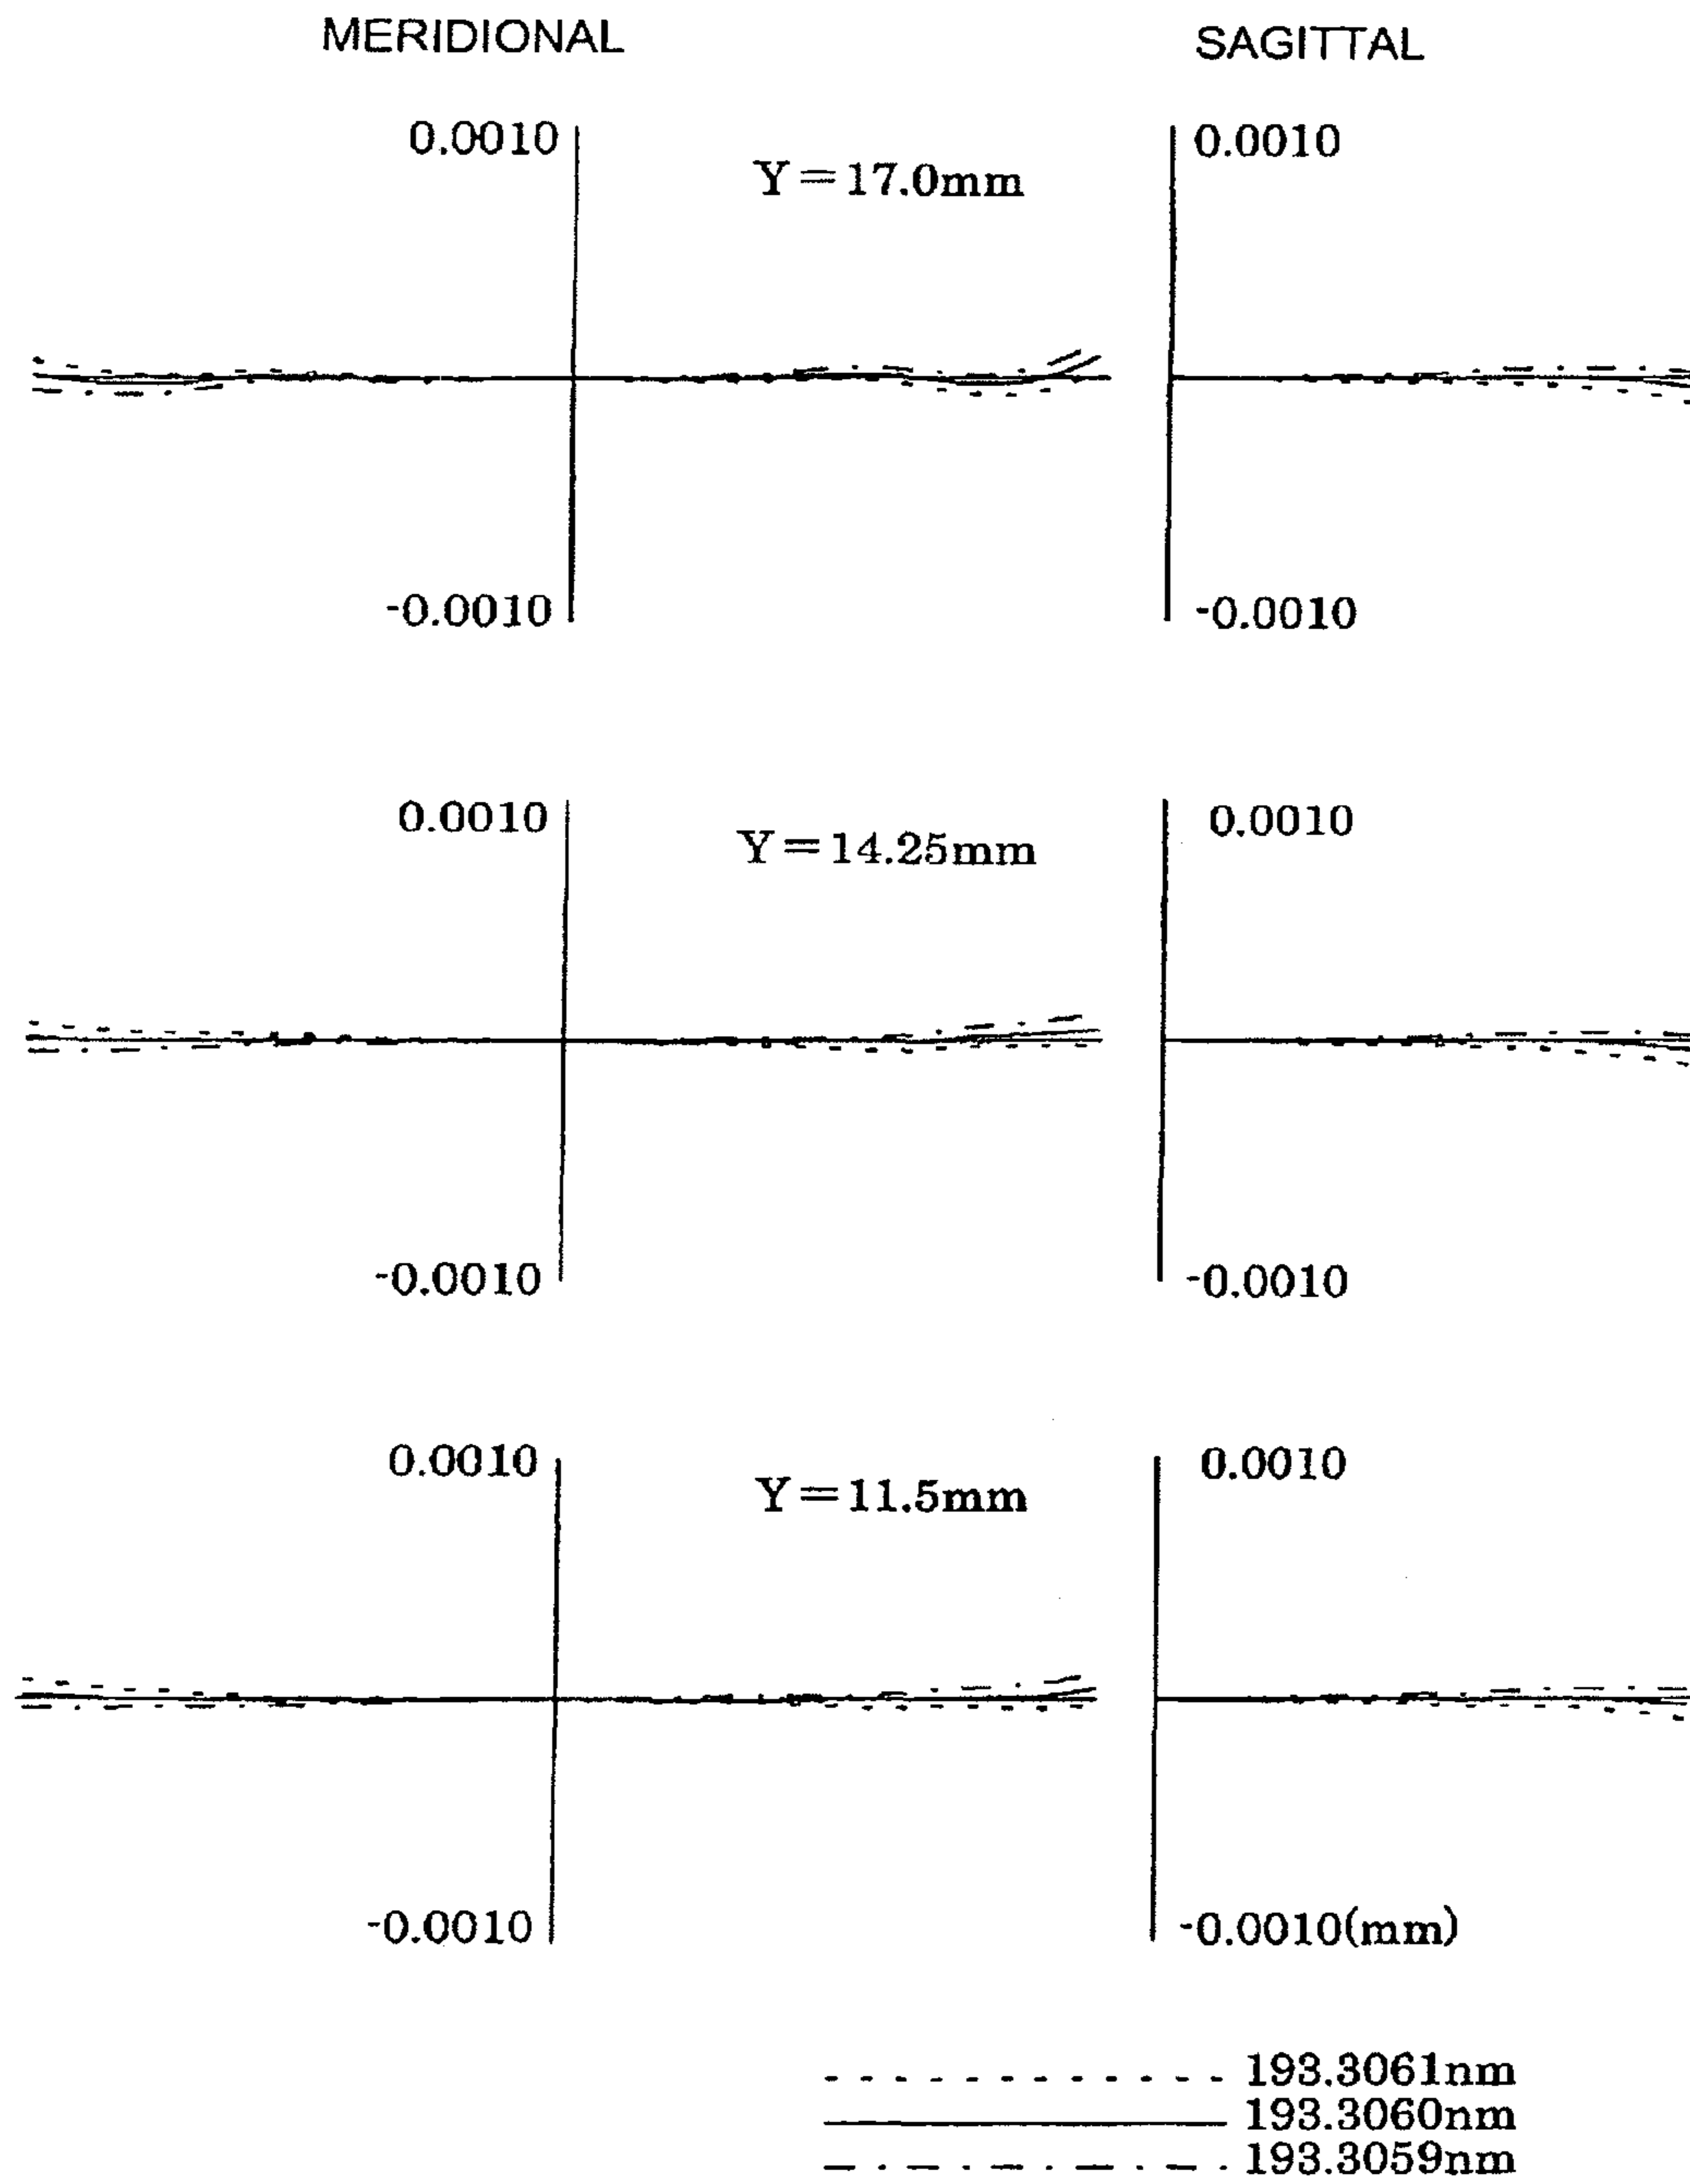 MERIDIONAL SAGITTAL
0.0010 0.0010
Y=17.0mm
-0.0010 -0.0010
0.0010 0.0010
Y=14.25mm
-0.0010 -0.0010
0.0010 0.0010
Y=11.5mm
-0.0010 -0.0010(mm)
193.3061nm
193.3060nm
193.3059nm